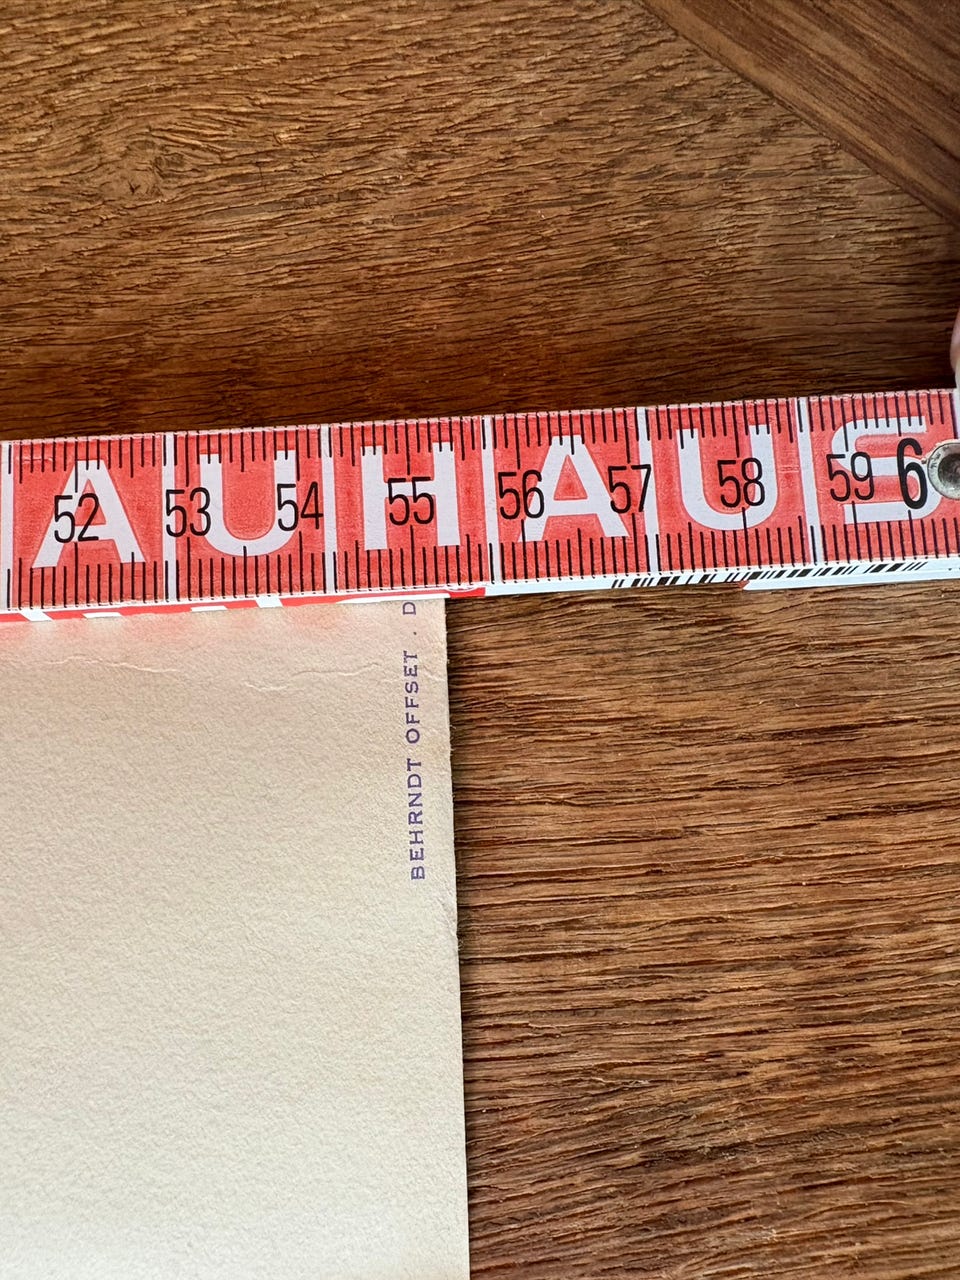 AUHAUS
52 53 54 55 56 57 58 59 6
BEHRNDT OFFSET · D